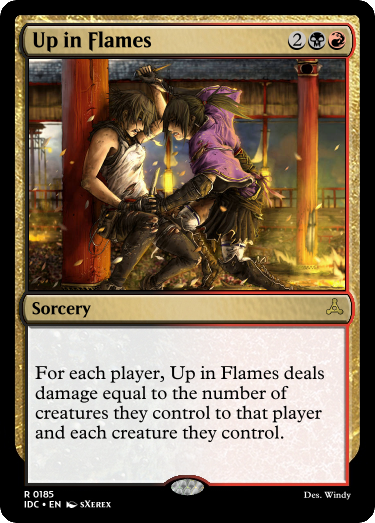 Up in Flames 2
Sorcery
For each player, Up in Flames deals
damage equal to the number of
creatures they control to that player
and each creature they control.
R 0185
IDC • EN sXerex
Des. Windy